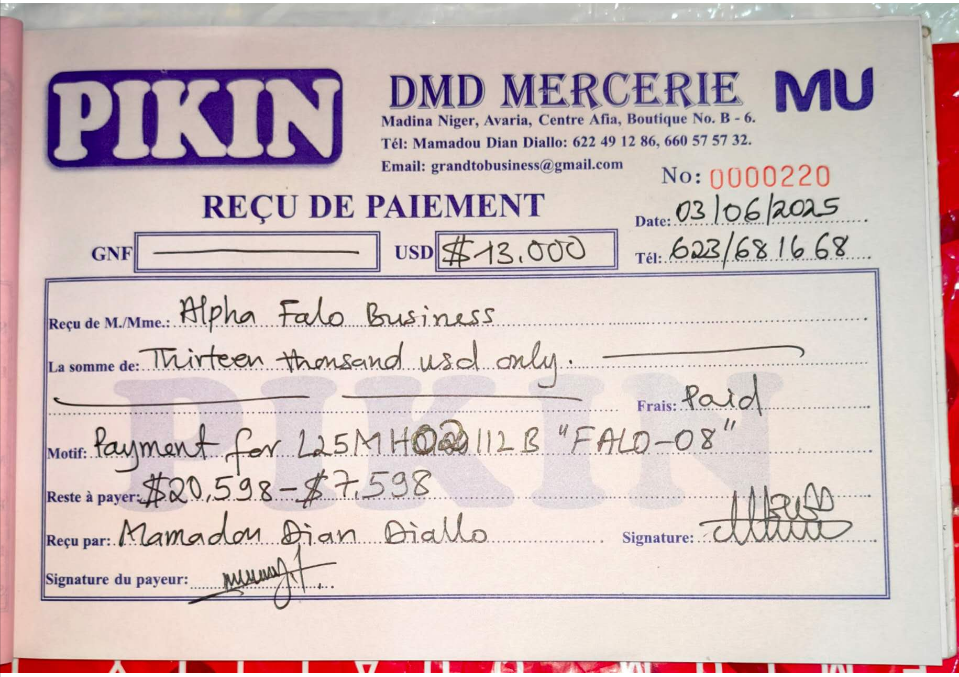 PIKIN
DMD MERCERIE MU
Madina Niger, Avaria, Centre Afia, Boutique No. B - 6.
Tél: Mamadou Dian Diallo: 622 49 12 86, 660 57 57 32.
Email: grandtobusiness@gmail.com
No: 0000220
REÇU DE PAIEMENT
Date: 03/06/2025
GNF USD $13.000
Tél: 623/68 16 68
Reçu de M./Mme.: Alpha Falo Business
La somme de: Thirteen thousand usd only.
Frais: Paid
Motif: Payment for "FALO-08"
Reste à payer: $20,598-$7,598
Reçu par: Mamadou Dian Diallo
Signature:
Signature du payeur:
PIKIN